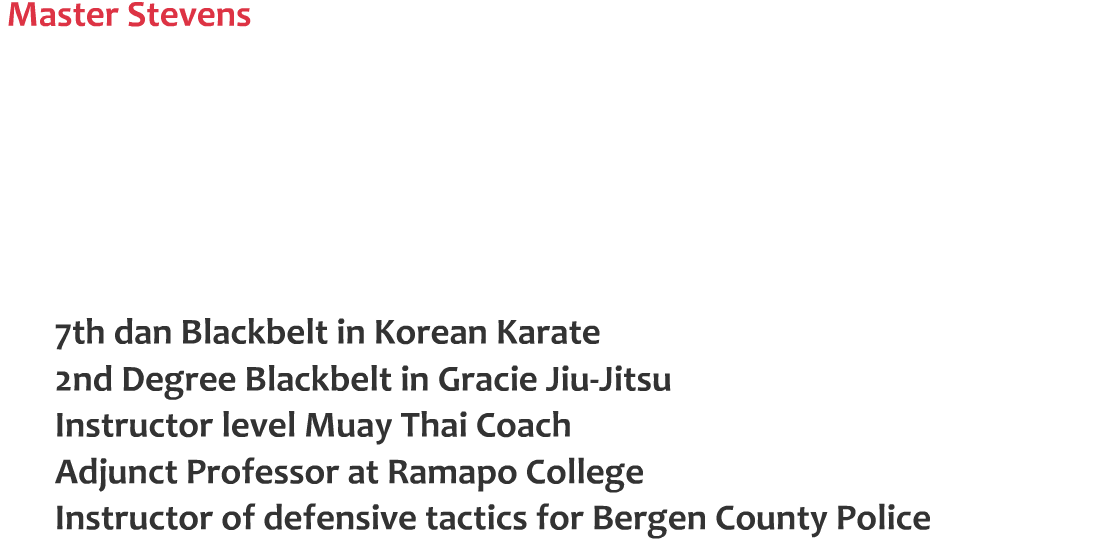 Master Stevens
7th dan Blackbelt in Korean Karate
2nd Degree Blackbelt in Gracie Jiu-Jitsu
Instructor level Muay Thai Coach
Adjunct Professor at Ramapo College
Instructor of defensive tactics for Bergen County Police